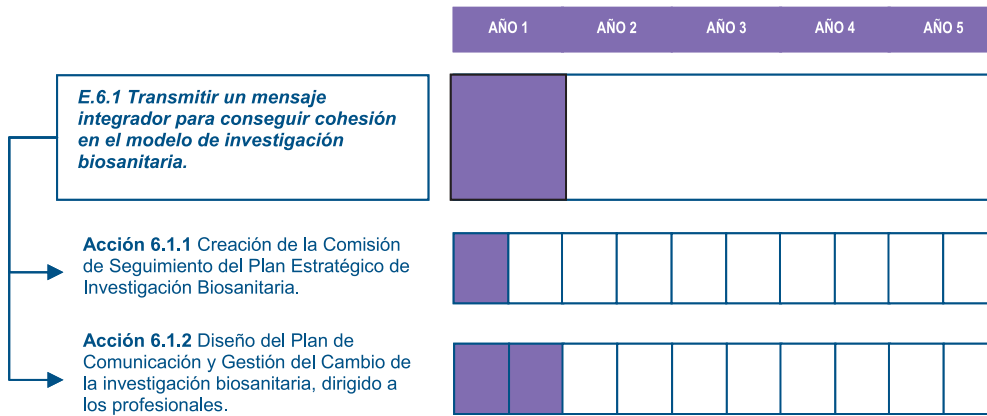 AÑO 1 AÑO 2 AÑO 3 AÑO 4 AÑO 5
E.6.1 Transmitir un mensaje
integrador para conseguir cohesión
en el modelo de investigación
biosanitaria.
Acción 6.1.1 Creación de la Comisión
de Seguimiento del Plan Estratégico de
Investigación Biosanitaria.
Acción 6.1.2 Diseño del Plan de
Comunicación y Gestión del Cambio de
la investigación biosanitaria, dirigido a
los profesionales.